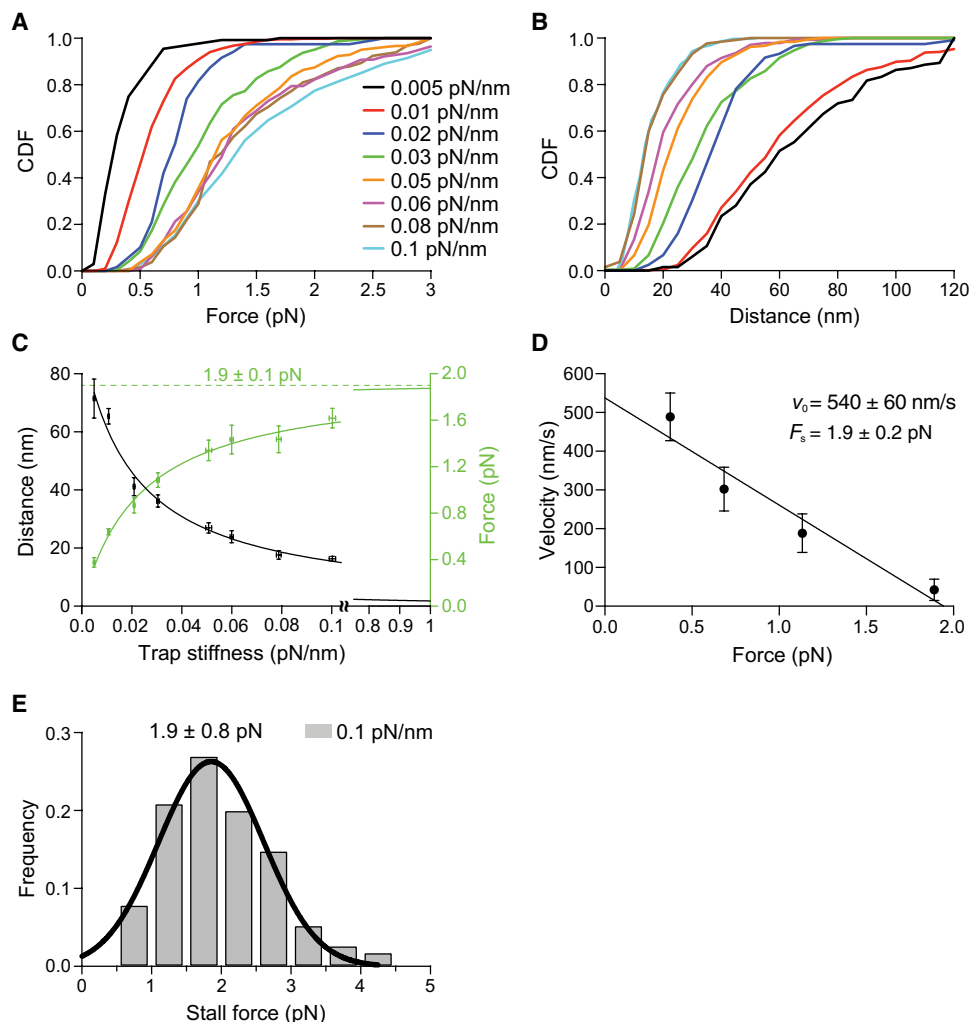 A
CDF
1.0
0.8
0.6
0.4
0.2
0.0
0
0.5
1
1.5
2
2.5
3
Force (pN)
0.005 pN/nm
0.01 pN/nm
0.02 pN/nm
0.03 pN/nm
0.05 pN/nm
0.06 pN/nm
0.08 pN/nm
0.1 pN/nm
B
CDF
1.0
0.8
0.6
0.4
0.2
0.0
0
20
40
60
80
100
120
Distance (nm)
C
Distance (nm)
80
60
40
20
0
1.9 ± 0.1 pN
2.0
1.6
1.2
0.8
0.4
0.0
Force (pN)
0.0
0.02
0.04
0.06
0.08
0.1
0.8
0.9
1
Trap stiffness (pN/nm)
D
Velocity (nm/s)
600
500
400
300
200
100
0
v₀ = 540 ± 60 nm/s
Fₛ = 1.9 ± 0.2 pN
0.0
0.5
1.0
1.5
2.0
Force (pN)
E
Frequency
0.3
0.2
0.1
0.0
1.9 ± 0.8 pN
0.1 pN/nm
0
1
2
3
4
5
Stall force (pN)